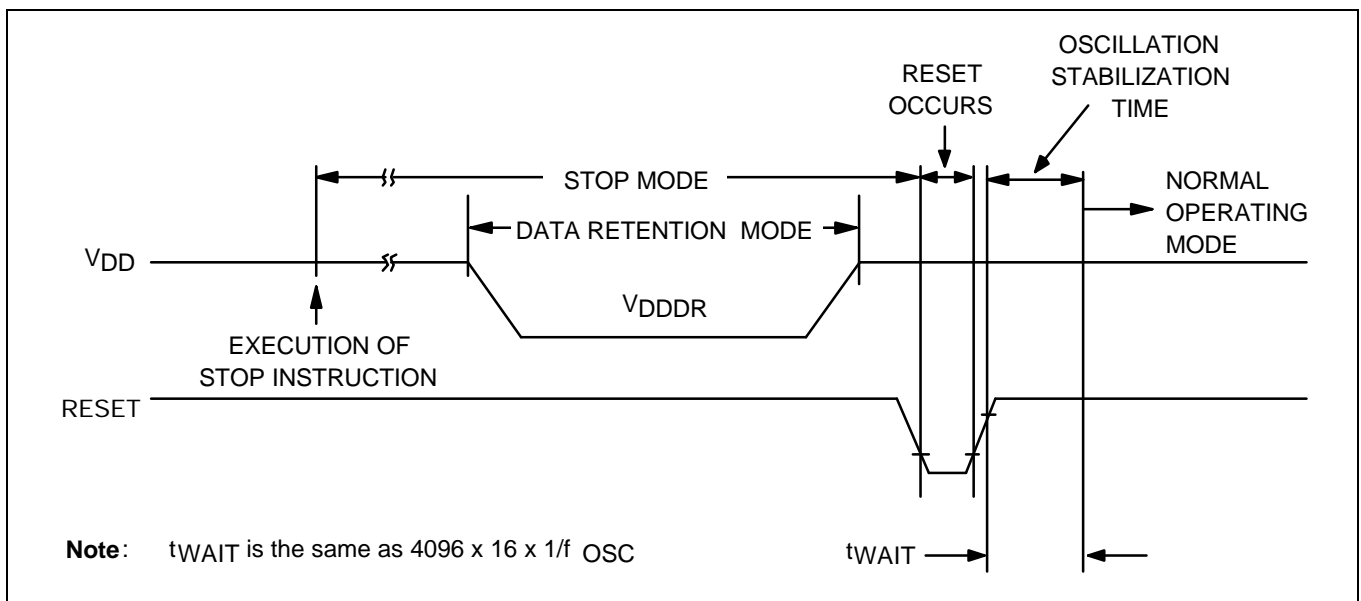 OSCILLATION
STABILIZATION
TIME
RESET
OCCURS
STOP MODE
NORMAL
OPERATING
MODE
DATA RETENTION MODE
VDD
VDDDR
EXECUTION OF
STOP INSTRUCTION
RESET
Note: tWAIT is the same as 4096 x 16 x 1/f OSC
tWAIT